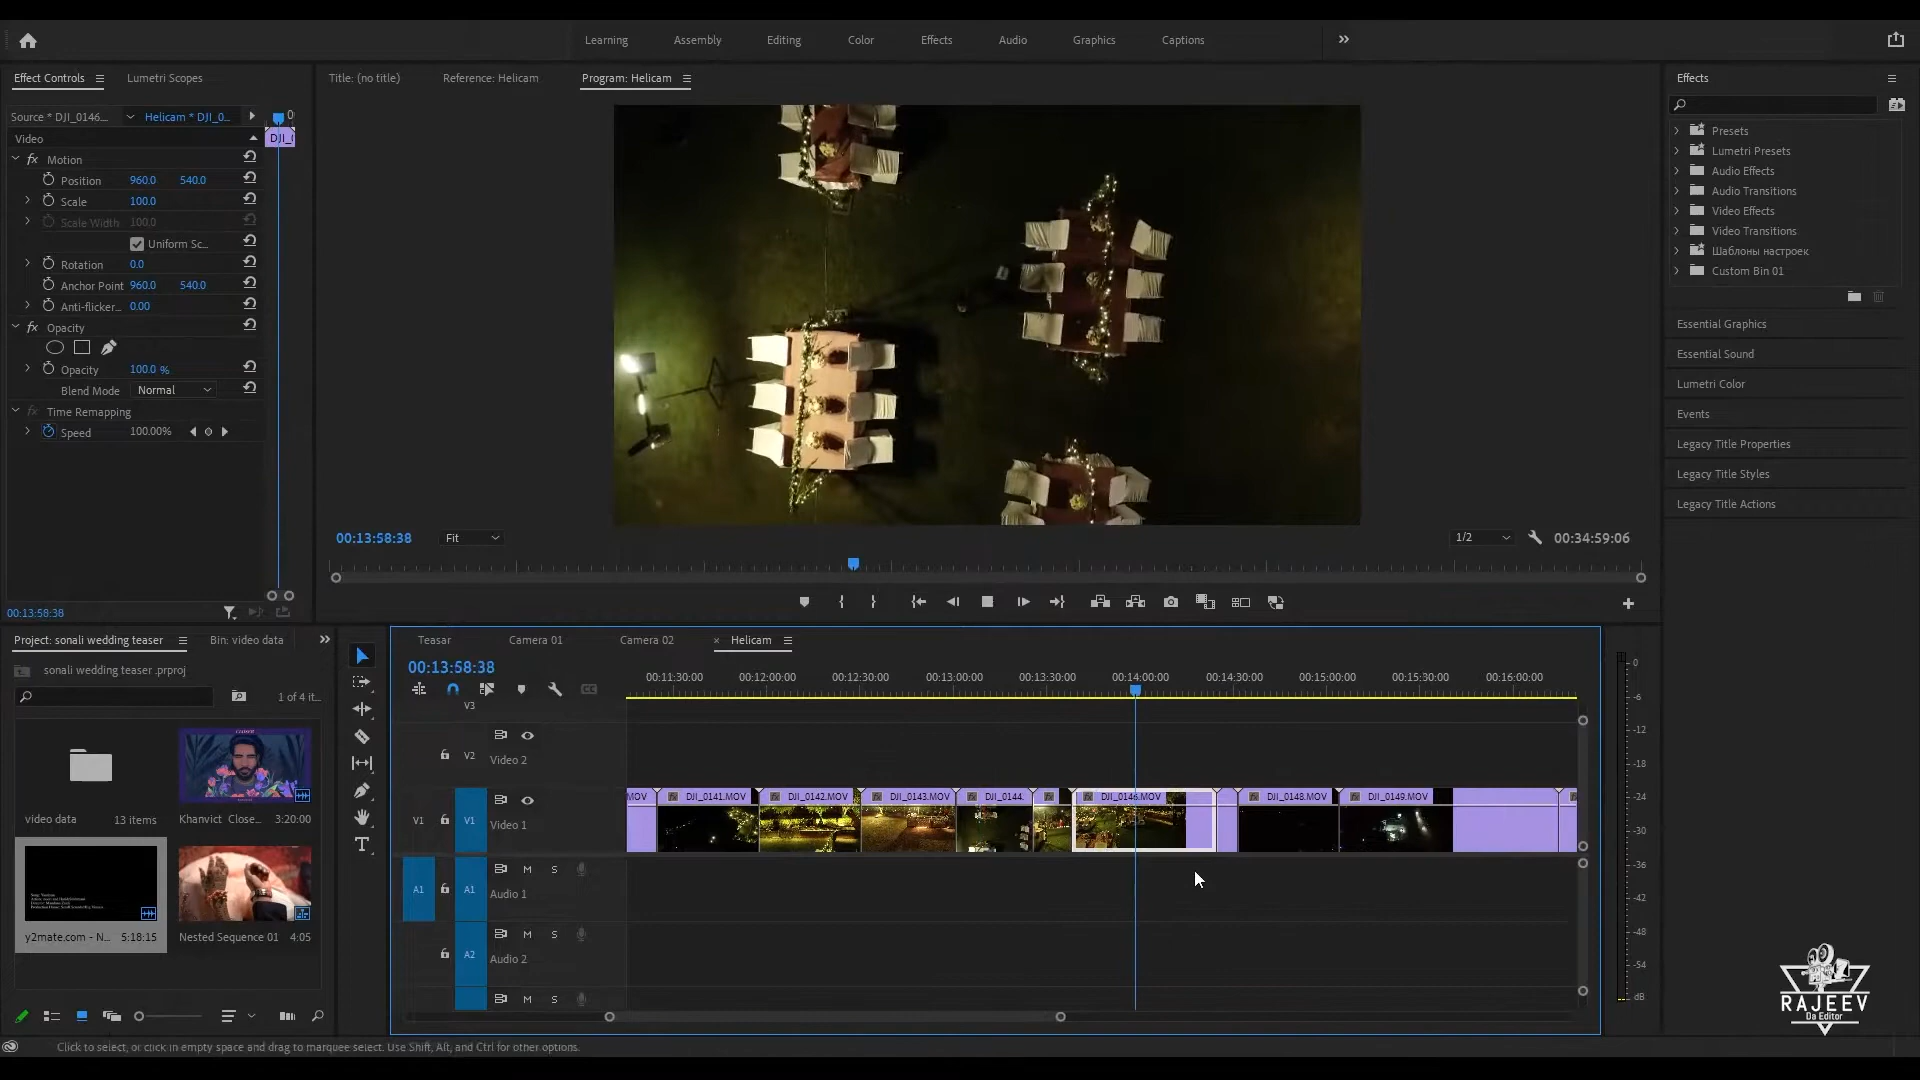 Learning Assembly Editing Color Effects Audio Graphics Captions
Effect Controls Lumetri Scopes
Title: (no title) Reference: Helicam Program: Helicam
Effects
Source * DJI_0146... Helicam * DJI_0...
Video
Motion
Position 960.0 540.0
Scale 100.0
Scale Width 100.0
Uniform Sc...
Rotation 0.0
Anchor Point 960.0 540.0
Anti-flicker... 0.00
Opacity
Opacity 100.0 %
Blend Mode Normal
Time Remapping
Speed 100.00%
00:13:58:38
Presets
Lumetri Presets
Audio Effects
Audio Transitions
Video Effects
Video Transitions
Шаблоны настроек
Custom Bin 01
Essential Graphics
Essential Sound
Lumetri Color
Events
Legacy Title Properties
Legacy Title Styles
Legacy Title Actions
00:13:58:38 Fit 1/2 00:34:59:06
Project: sonali wedding teaser Bin: video data
sonali wedding teaser .prproj
1 of 4 it...
video data 13 items
Khanvict Close... 3:20:00
y2mate.com - N... 5:18:15
Nested Sequence 01 4:05
Teasar Camera 01 Camera 02 Helicam
00:13:58:38
00:11:30:00 00:12:00:00 00:12:30:00 00:13:00:00 00:13:30:00 00:14:00:00 00:14:30:00 00:15:00:00 00:15:30:00 00:16:00:00
V3
V2 Video 2
.MOV DJI_0141.MOV DJI_0142.MOV DJI_0143.MOV DJI_0144. DJI_0146.MOV DJI_0148.MOV DJI_0149.MOV
V1 V1 Video 1
M S
A1 A1 Audio 1
M S
A2 Audio 2
M S
0
-6
-12
-18
-24
-30
-36
-42
-48
-54
dB
RAJEEV
Da Editor
Click to select, or click in empty space and drag to marquee select. Use Shift, Alt, and Ctrl for other options.